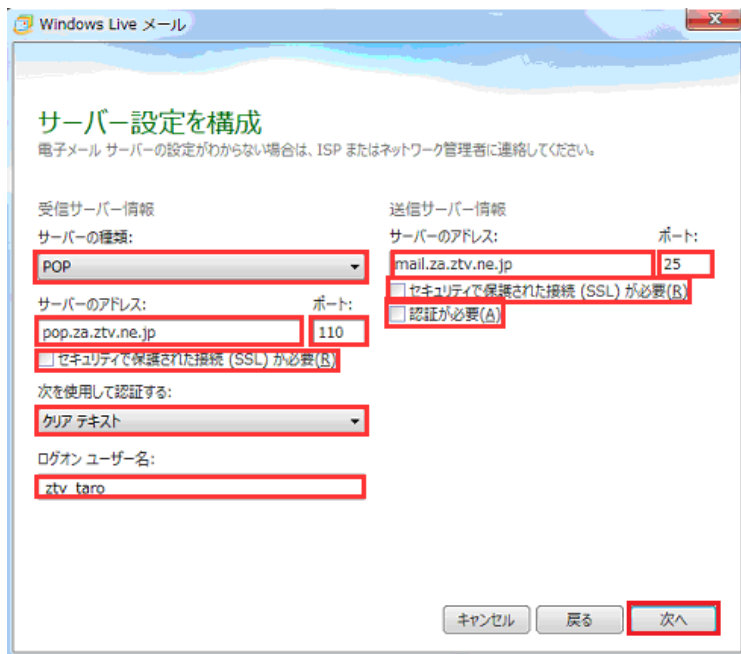 Windows Live メール
サーバー設定を構成
電子メール サーバーの設定がわからない場合は、ISP またはネットワーク管理者に連絡してください。
受信サーバー情報
サーバーの種類:
POP
サーバーのアドレス:
ポート:
pop.za.ztv.ne.jp
110
セキュリティで保護された接続 (SSL) が必要(R)
次を使用して認証する:
クリア テキスト
ログオン ユーザー名:
ztv_taro
送信サーバー情報
サーバーのアドレス:
ポート:
mail.za.ztv.ne.jp
25
セキュリティで保護された接続 (SSL) が必要(R)
認証が必要(A)
キャンセル
戻る
次へ